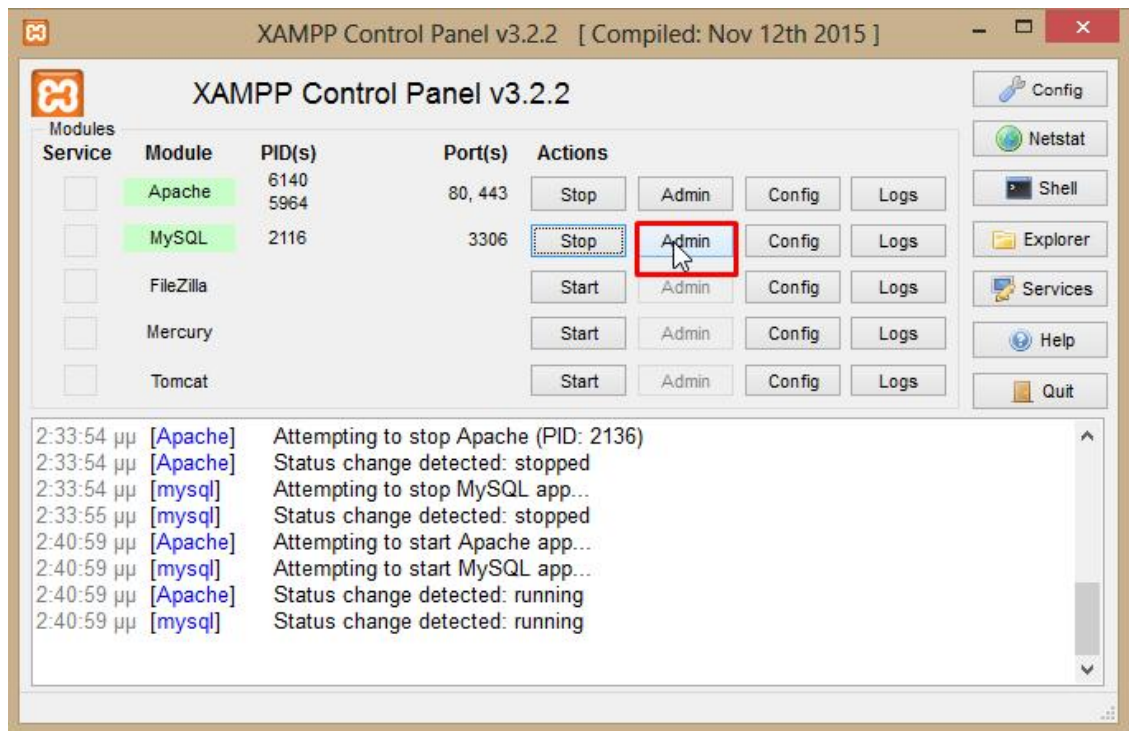 XAMPP Control Panel v3.2.2 [ Compiled: Nov 12th 2015 ]
XAMPP Control Panel v3.2.2
Config
Modules
Netstat
Service Module PID(s) Port(s) Actions
Apache 6140 5964 80, 443 Stop Admin Config Logs
Shell
MySQL 2116 3306 Stop Admin Config Logs
Explorer
FileZilla Start Admin Config Logs
Services
Mercury Start Admin Config Logs
Help
Tomcat Start Admin Config Logs
Quit
2:33:54 μμ [Apache] Attempting to stop Apache (PID: 2136)
2:33:54 μμ [Apache] Status change detected: stopped
2:33:54 μμ [mysql] Attempting to stop MySQL app...
2:33:55 μμ [mysql] Status change detected: stopped
2:40:59 μμ [Apache] Attempting to start Apache app...
2:40:59 μμ [mysql] Attempting to start MySQL app...
2:40:59 μμ [Apache] Status change detected: running
2:40:59 μμ [mysql] Status change detected: running